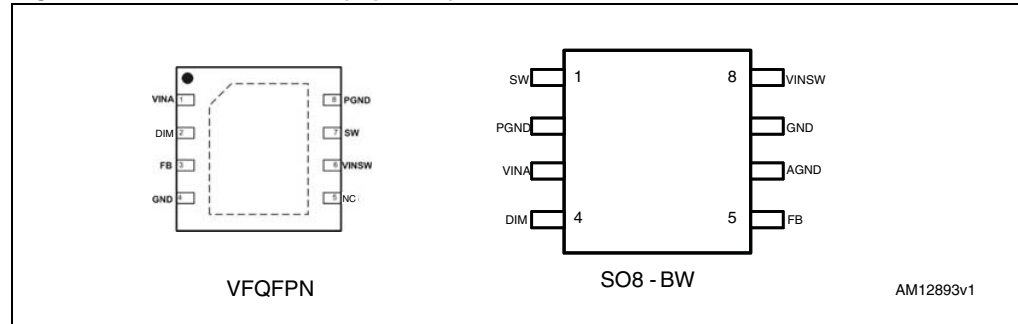 VINA 1
DIM 2
FB 3
GND 4
8 PGND
7 SW
6 VINSW
5 NC
VFQFPN
SW 1
PGND
VINA
DIM 4
8 VINSW
GND
AGND
5 FB
SO8 - BW
AM12893v1